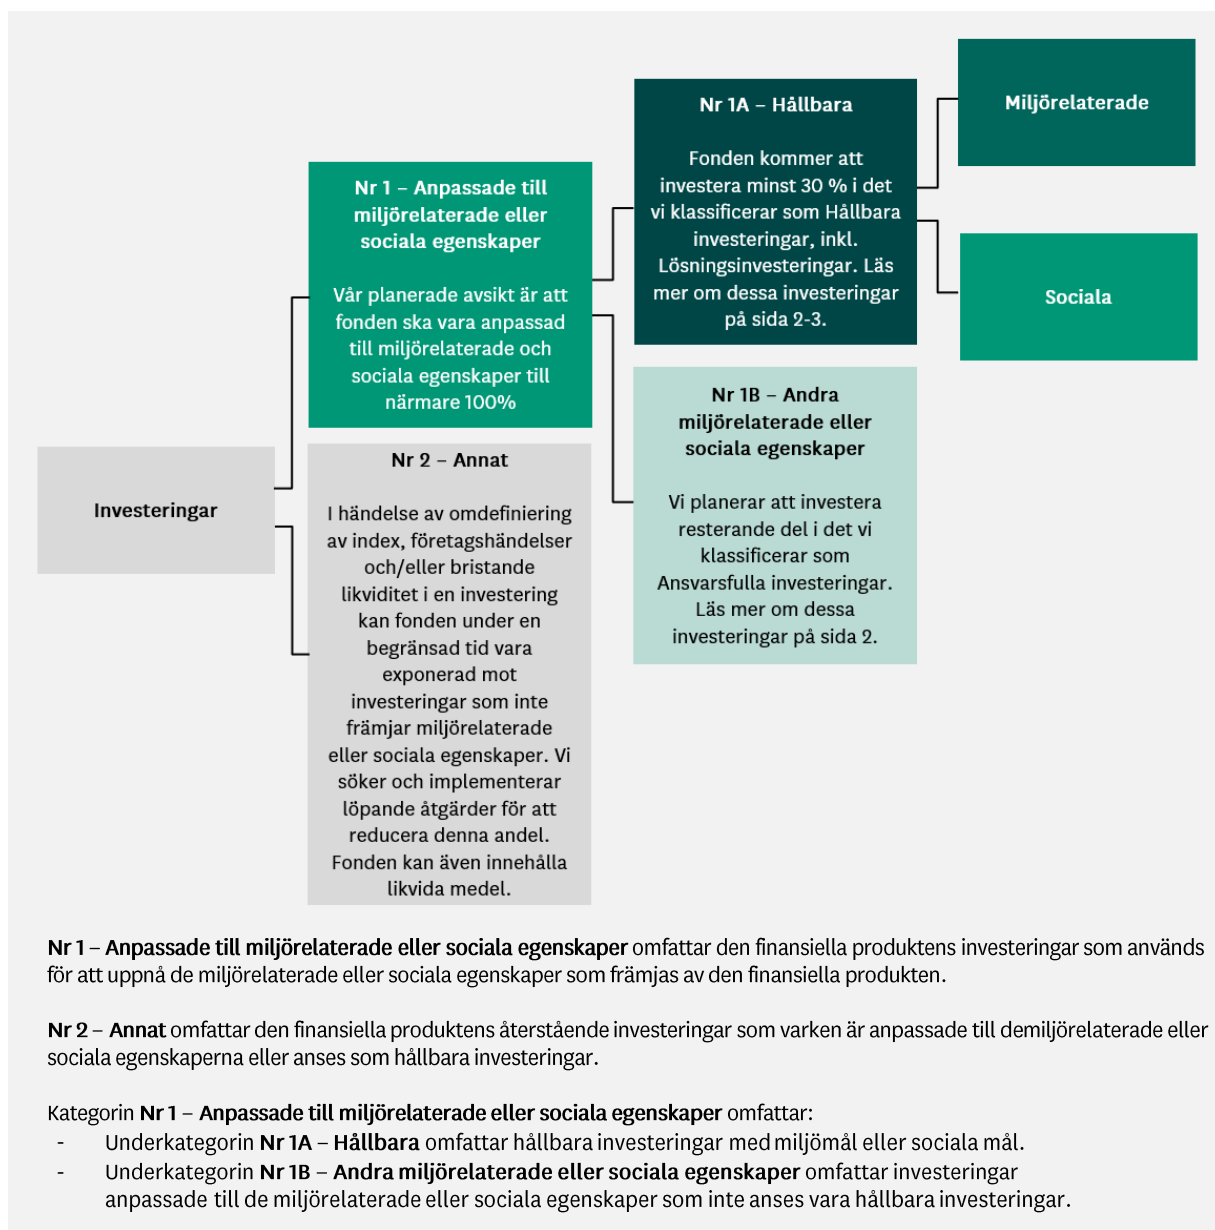 Investeringar
Nr 1 – Anpassade till
miljörelaterade eller
sociala egenskaper
Vår planerade avsikt är att
fonden ska vara anpassad
till miljörelaterade och
sociala egenskaper till
närmare 100%
Nr 2 – Annat
I händelse av omdefiniering
av index, företagshändelser
och/eller bristande
likviditet i en investering
kan fonden under en
begränsad tid vara
exponerad mot
investeringar som inte
främjar miljörelaterade
eller sociala egenskaper. Vi
söker och implementerar
löpande åtgärder för att
reducera denna andel.
Fonden kan även innehålla
likvida medel.
Nr 1A – Hållbara
Fonden kommer att
investera minst 30 % i det
vi klassificerar som Hållbara
investeringar, inkl.
Lösningsinvesteringar. Läs
mer om dessa investeringar
på sida 2-3.
Nr 1B – Andra
miljörelaterade eller
sociala egenskaper
Vi planerar att investera
resterande del i det vi
klassificerar som
Ansvarsfulla investeringar.
Läs mer om dessa
investeringar på sida 2.
Miljörelaterade
Sociala
Nr 1 – Anpassade till miljörelaterade eller sociala egenskaper omfattar den finansiella produktens investeringar som används
för att uppnå de miljörelaterade eller sociala egenskaper som främjas av den finansiella produkten.
Nr 2 – Annat omfattar den finansiella produktens återstående investeringar som varken är anpassade till demiljörelaterade eller
sociala egenskaperna eller anses som hållbara investeringar.
Kategorin Nr 1 – Anpassade till miljörelaterade eller sociala egenskaper omfattar:
- Underkategorin Nr 1A – Hållbara omfattar hållbara investeringar med miljömål eller sociala mål.
- Underkategorin Nr 1B – Andra miljörelaterade eller sociala egenskaper omfattar investeringar
anpassade till de miljörelaterade eller sociala egenskaper som inte anses vara hållbara investeringar.